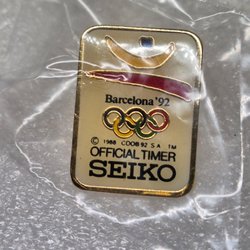 Barcelona'92
© 1988 COOB'92 S.A. TM
OFFICIAL TIMER
SEIKO